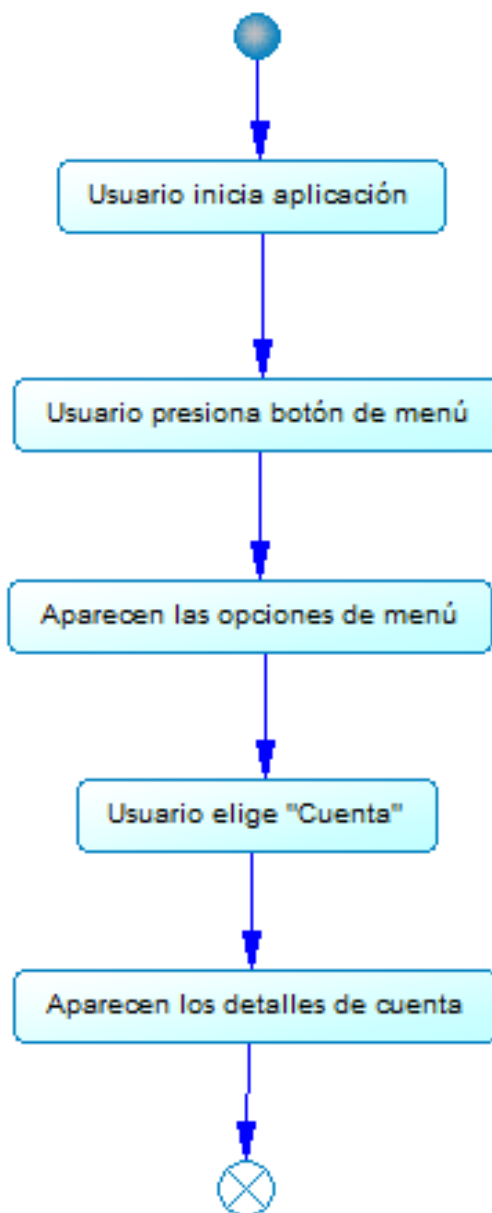 Usuario inicia aplicación
Usuario presiona botón de menú
Aparecen las opciones de menú
Usuario elige "Cuenta"
Aparecen los detalles de cuenta